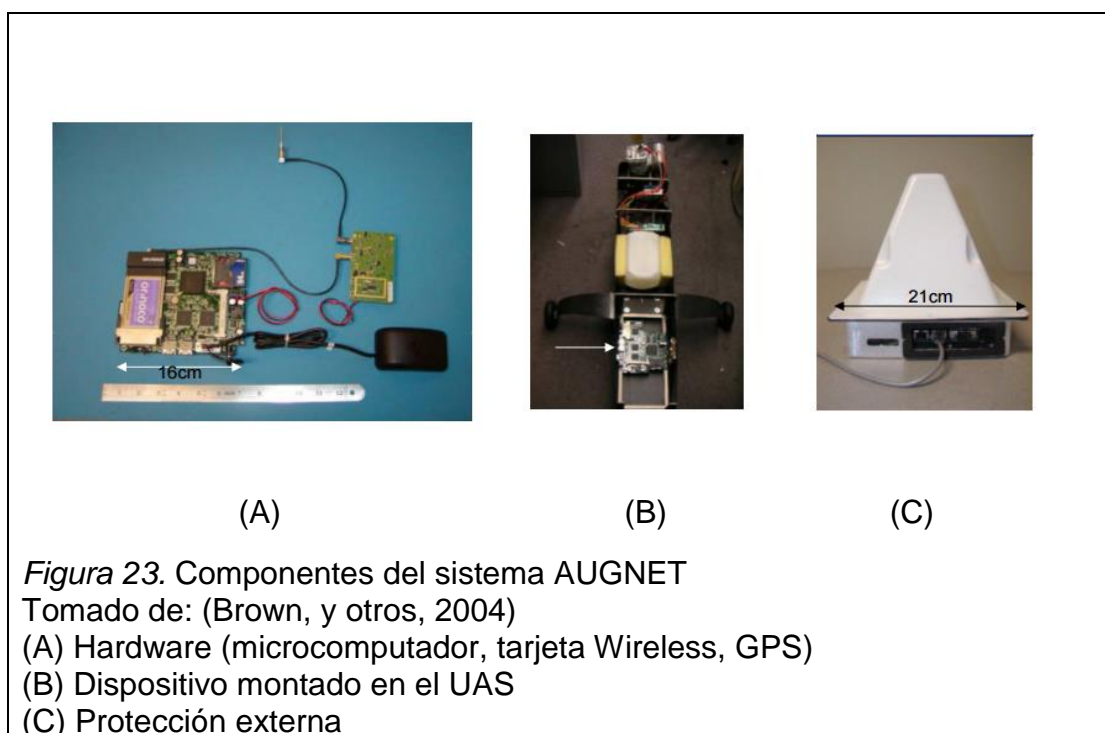 orinoco
16cm
21cm
(A) (B) (C)
Figura 23. Componentes del sistema AUGNET
Tomado de: (Brown, y otros, 2004)
(A) Hardware (microcomputador, tarjeta Wireless, GPS)
(B) Dispositivo montado en el UAS
(C) Protección externa